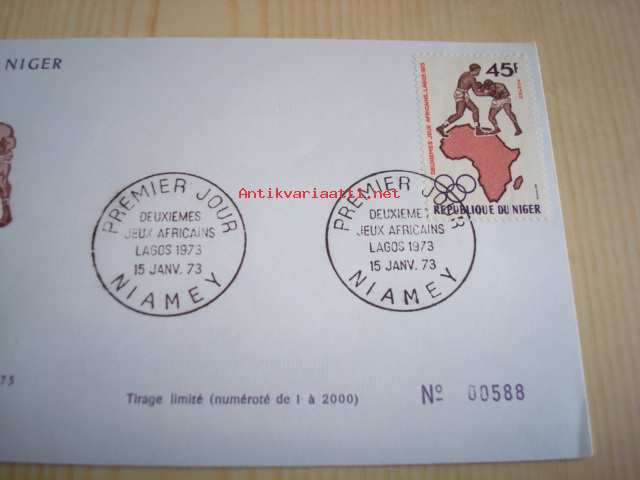 NIGER
45F
DEUXIEMES JEUX AFRICAINS. LAGOS 1973
REPUBLIQUE DU NIGER
Antikvariaatti.net
PREMIER JOUR
DEUXIEMES
JEUX AFRICAINS
LAGOS 1973
15 JANV. 73
NIAMEY
PREMIER JOUR
DEUXIEMES
JEUX AFRICAINS
LAGOS 1973
15 JANV. 73
NIAMEY
75
Tirage limité (numéroté de 1 à 2000)
Nº 00588